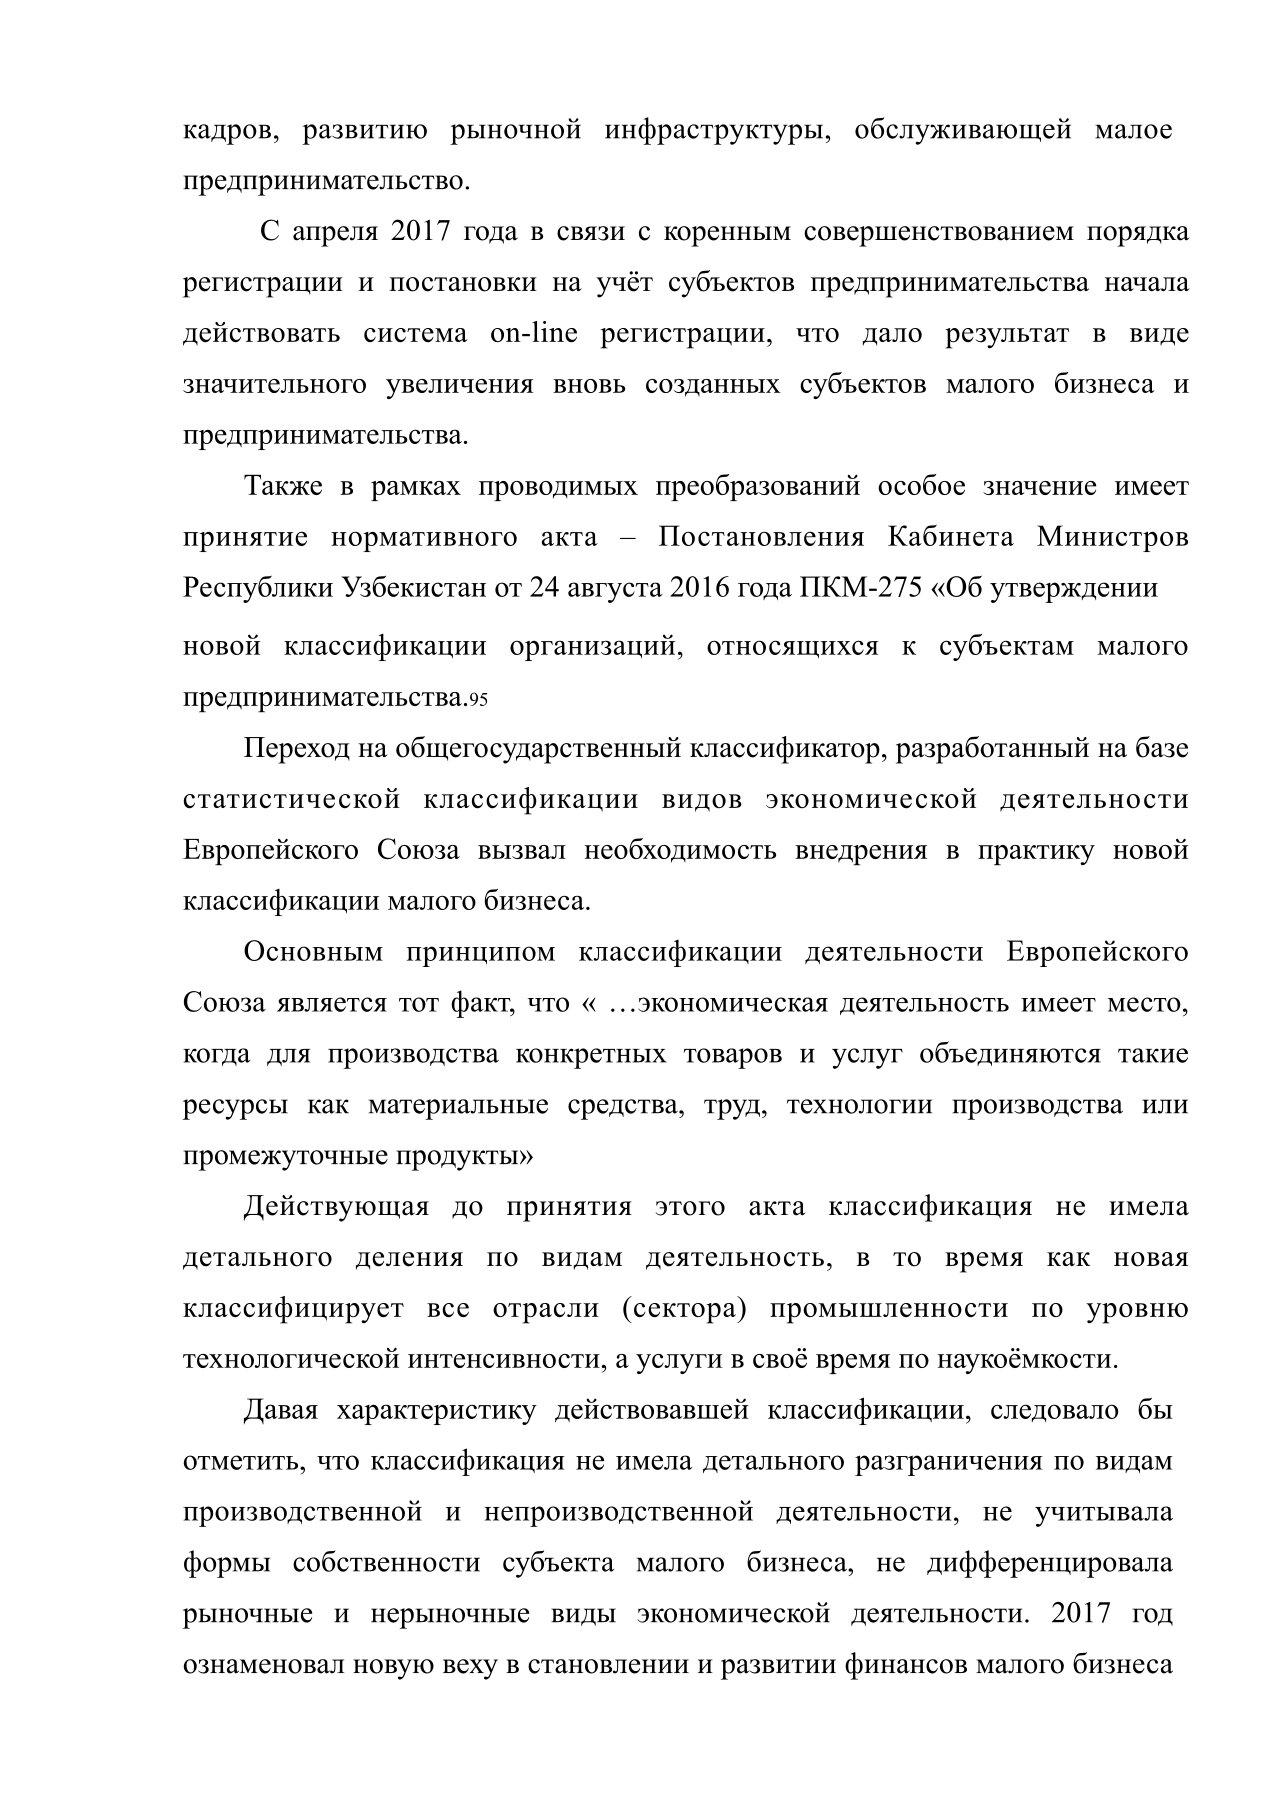 кадров, развитию рыночной инфраструктуры, обслуживающей малое
предпринимательство.
С апреля 2017 года в связи с коренным совершенствованием порядка
регистрации и постановки на учёт субъектов предпринимательства начала
действовать система on-line регистрации, что дало результат в виде
значительного увеличения вновь созданных субъектов малого бизнеса и
предпринимательства.
Также в рамках проводимых преобразований особое значение имеет
принятие нормативного акта – Постановления Кабинета Министров
Республики Узбекистан от 24 августа 2016 года ПКМ-275 «Об утверждении
новой классификации организаций, относящихся к субъектам малого
предпринимательства.95
Переход на общегосударственный классификатор, разработанный на базе
статистической классификации видов экономической деятельности
Европейского Союза вызвал необходимость внедрения в практику новой
классификации малого бизнеса.
Основным принципом классификации деятельности Европейского
Союза является тот факт, что « …экономическая деятельность имеет место,
когда для производства конкретных товаров и услуг объединяются такие
ресурсы как материальные средства, труд, технологии производства или
промежуточные продукты»
Действующая до принятия этого акта классификация не имела
детального деления по видам деятельность, в то время как новая
классифицирует все отрасли (сектора) промышленности по уровню
технологической интенсивности, а услуги в своё время по наукоёмкости.
Давая характеристику действовавшей классификации, следовало бы
отметить, что классификация не имела детального разграничения по видам
производственной и непроизводственной деятельности, не учитывала
формы собственности субъекта малого бизнеса, не дифференцировала
рыночные и нерыночные виды экономической деятельности. 2017 год
ознаменовал новую веху в становлении и развитии финансов малого бизнеса